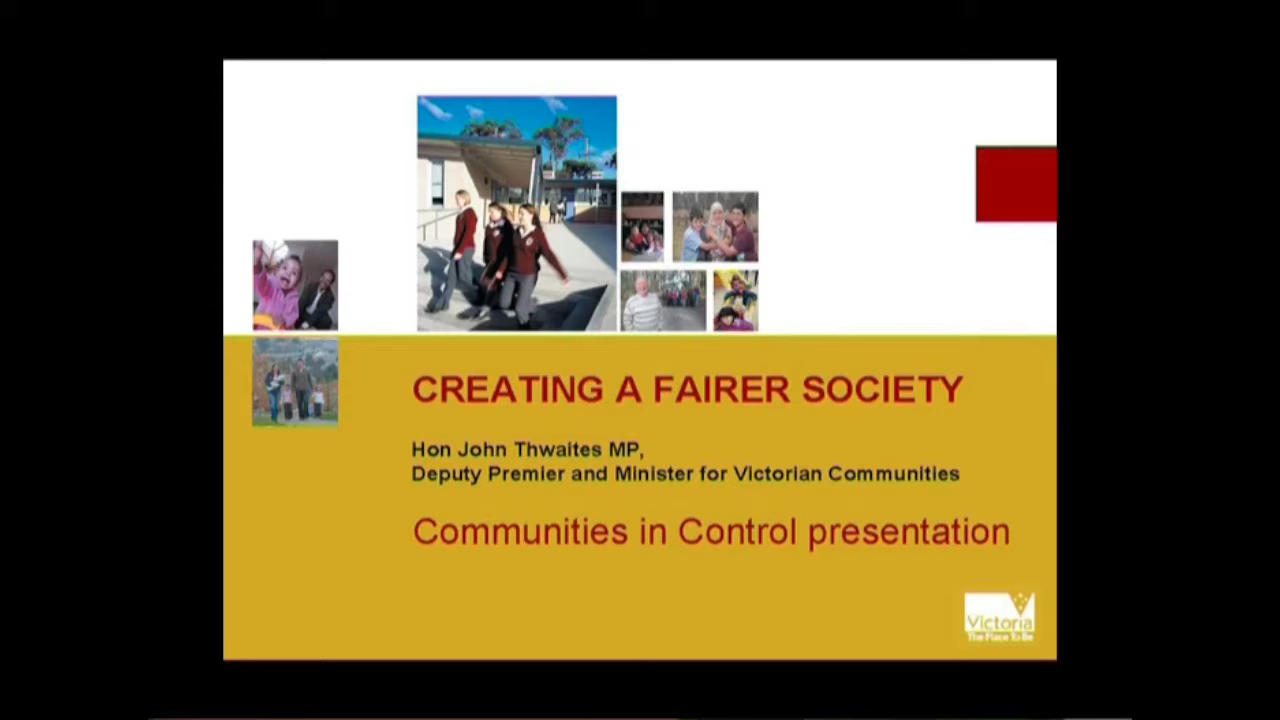 CREATING A FAIRER SOCIETY
Hon John Thwaites MP,
Deputy Premier and Minister for Victorian Communities
Communities in Control presentation
Victoria
The Place To Be